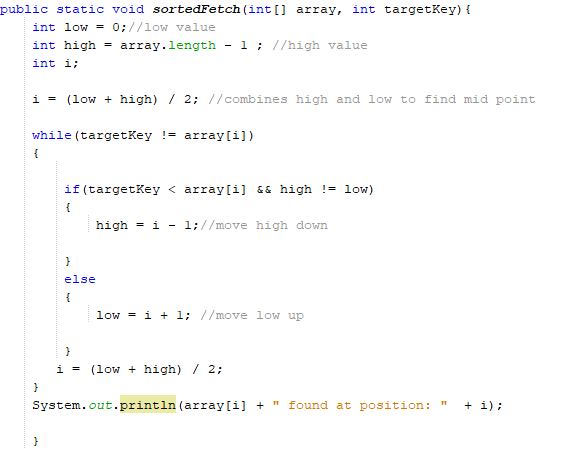 public static void sortedFetch(int[] array, int targetKey){
int low = 0;//low value
int high = array.length - 1 ; //high value
int i;
i = (low + high) / 2; //combines high and low to find mid point
while(targetKey != array[i])
{
if(targetKey < array[i] && high != low)
{
high = i - 1;//move high down
}
else
{
low = i + 1; //move low up
}
i = (low + high) / 2;
}
System.out.println(array[i] + " found at position: "  + i);
}